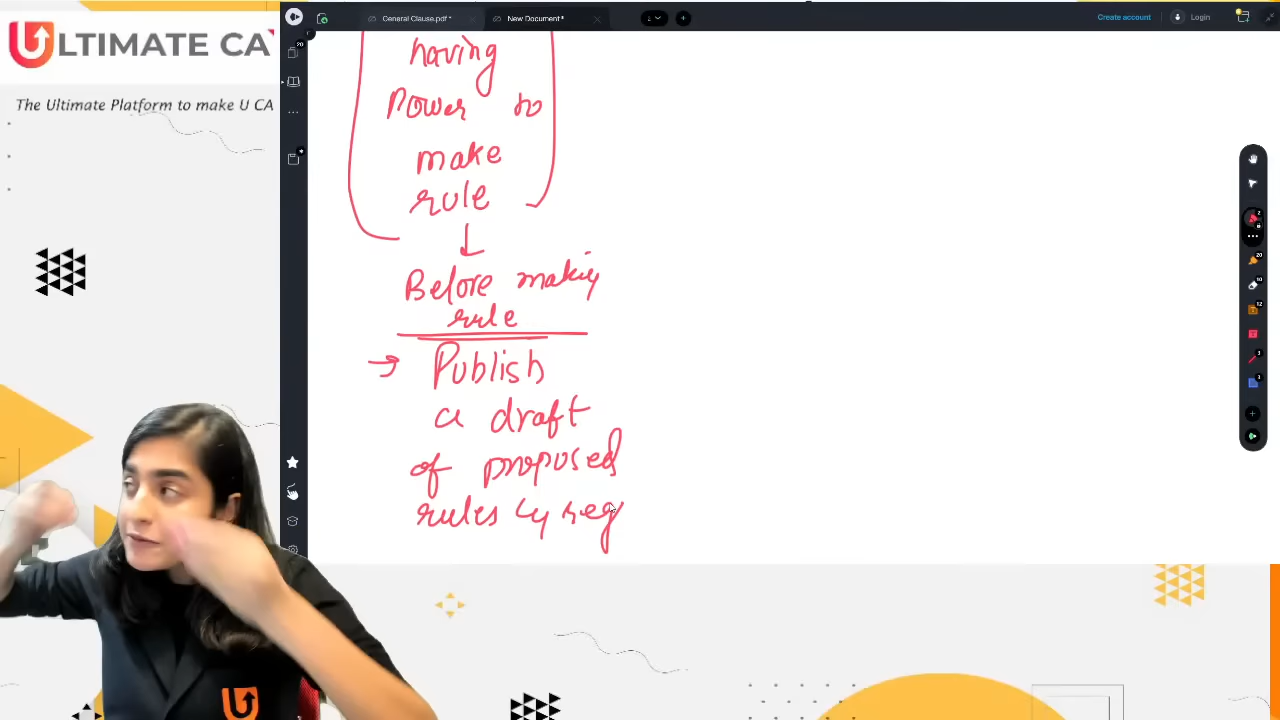 ULTIMATE CA
The Ultimate Platform to make U CA
General Clause.pdf *
New Document*
1
Create account
Login
having
Power to
make
rule
Before making
rule
→ Publish
a draft
of proposed
rules / reg